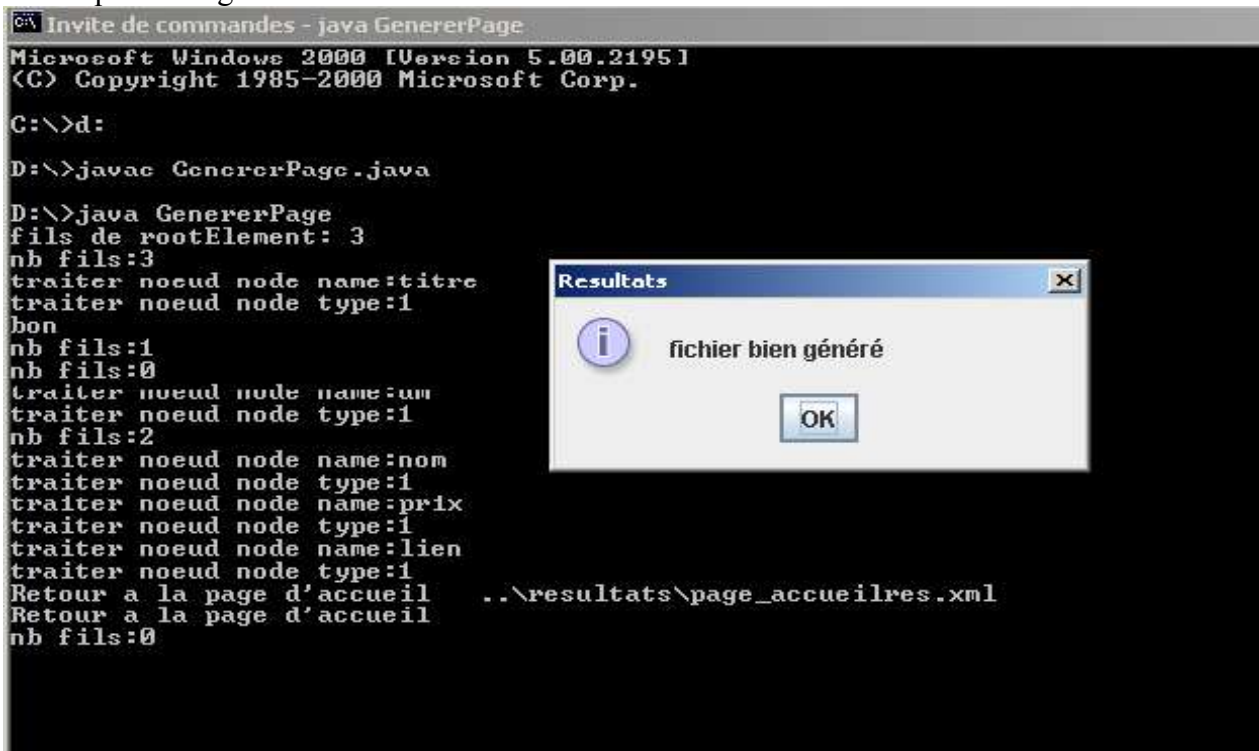 Invite de commandes - java GenererPage
Microsoft Windows 2000 [Version 5.00.2195]
(C) Copyright 1985-2000 Microsoft Corp.
C:\>d:
D:\>javac GenererPage.java
D:\>java GenererPage
fils de rootElement: 3
nb fils:3
traiter noeud node name:titre
traiter noeud node type:1
bon
nb fils:1
nb fils:0
traiter noeud node name:um
traiter noeud node type:1
nb fils:2
traiter noeud node name:nom
traiter noeud node type:1
traiter noeud node name:prix
traiter noeud node type:1
traiter noeud node name:lien
traiter noeud node type:1
Retour a la page d'accueil ..\resultats\page_accueilres.xml
Retour a la page d'accueil
nb fils:0
Resultats
fichier bien généré
OK